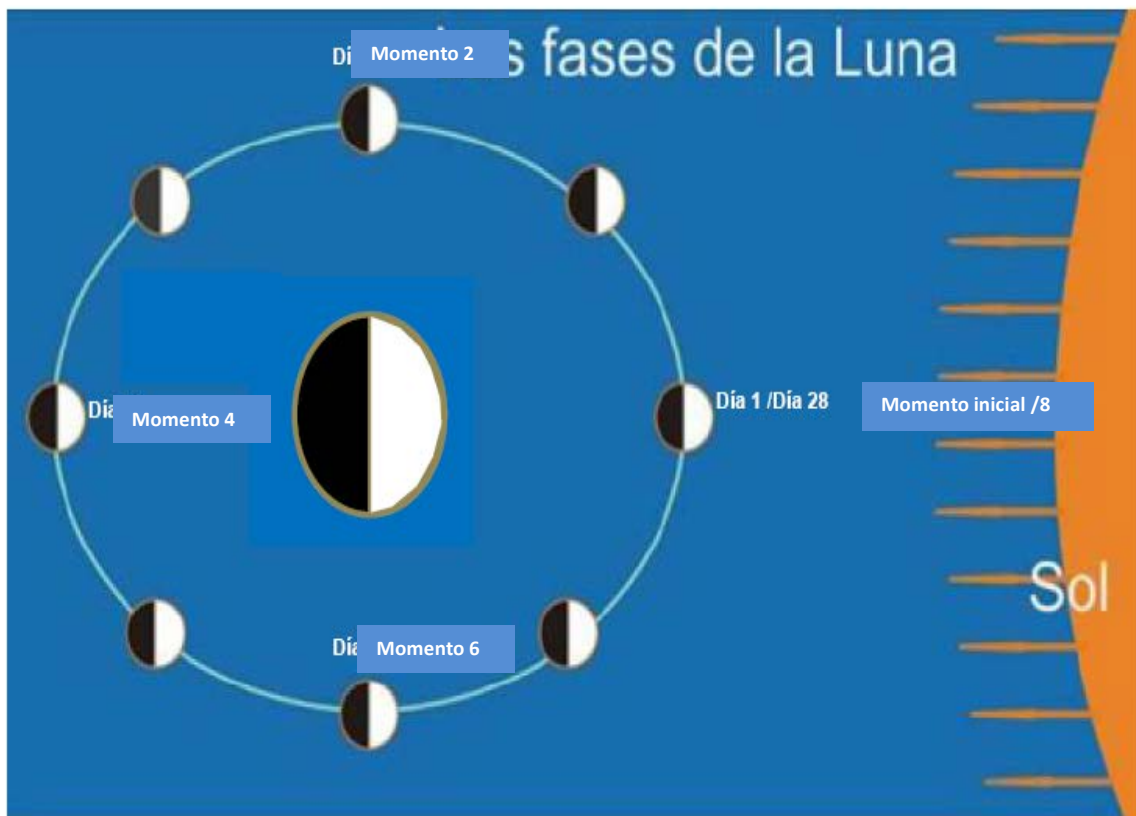 Momento 2
s fases de la Luna
Momento 4
Día 1 /Día 28
Momento inicial /8
Sol
Momento 6